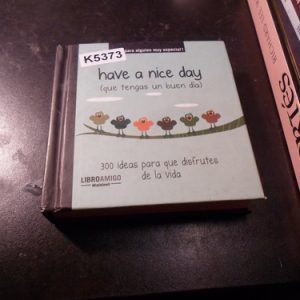 K5373
para alguien muy especial!
have a nice day
(que tengas un buen día)
300 ideas para que disfrutes
de la vida
LIBROAMIGO